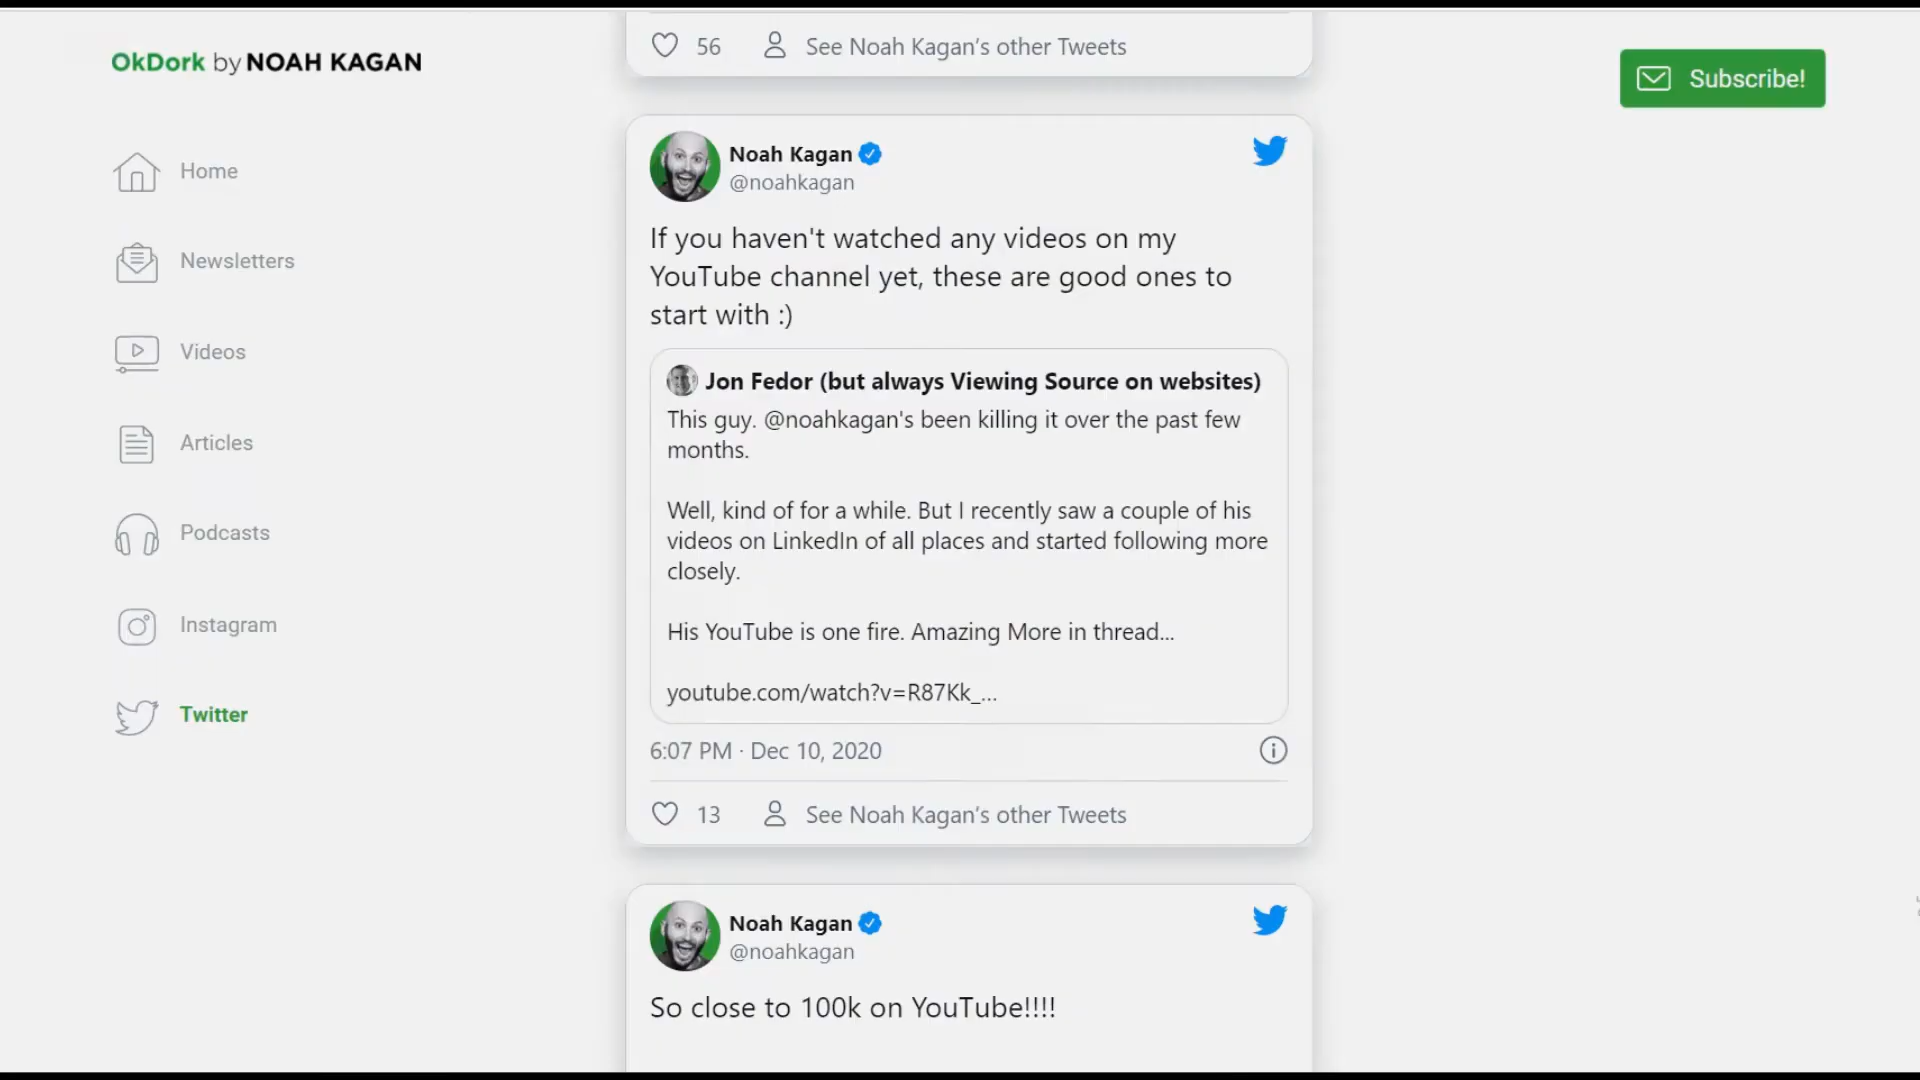 OkDork by NOAH KAGAN
Subscribe!
Home
Newsletters
Videos
Articles
Podcasts
Instagram
Twitter
56 See Noah Kagan’s other Tweets
Noah Kagan
@noahkagan
If you haven't watched any videos on my
YouTube channel yet, these are good ones to
start with :)
Jon Fedor (but always Viewing Source on websites)
This guy. @noahkagan's been killing it over the past few
months.
Well, kind of for a while. But I recently saw a couple of his
videos on LinkedIn of all places and started following more
closely.
His YouTube is one fire. Amazing More in thread...
youtube.com/watch?v=R87Kk_...
6:07 PM · Dec 10, 2020
13 See Noah Kagan’s other Tweets
Noah Kagan
@noahkagan
So close to 100k on YouTube!!!!